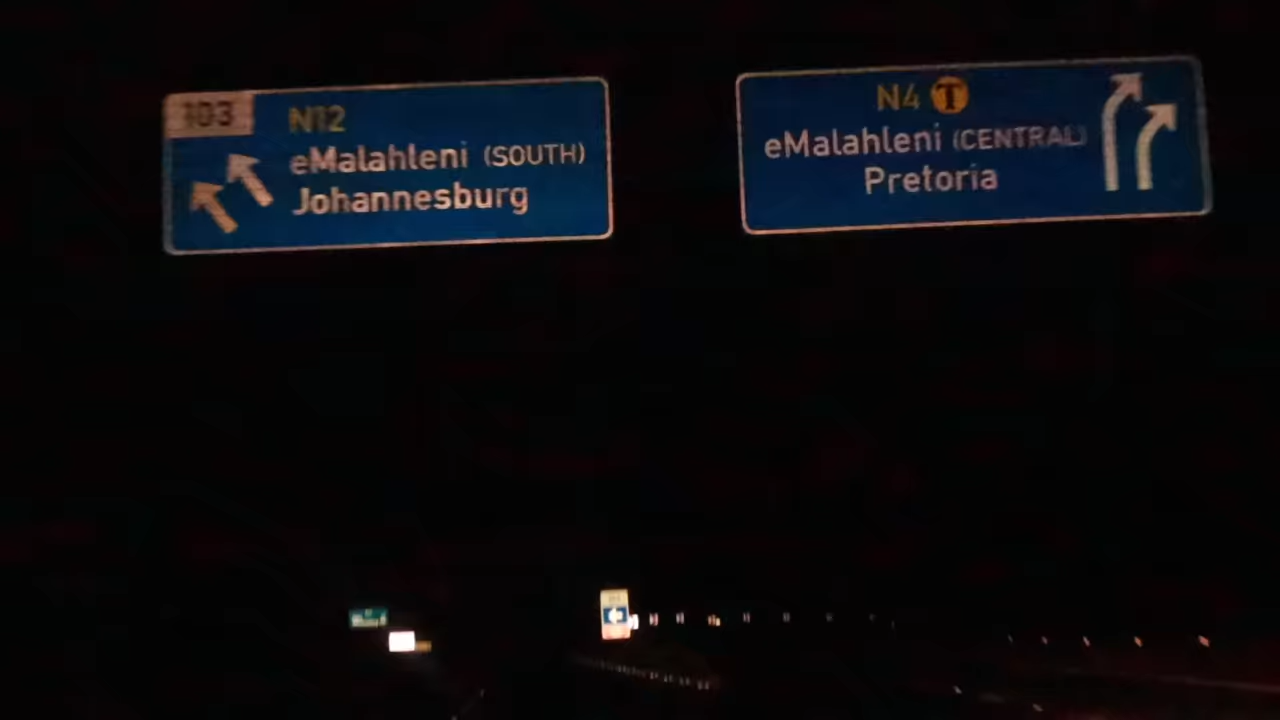 103
N12
eMalahleni (SOUTH)
Johannesburg
N4 T
eMalahleni (CENTRAL)
Pretoria